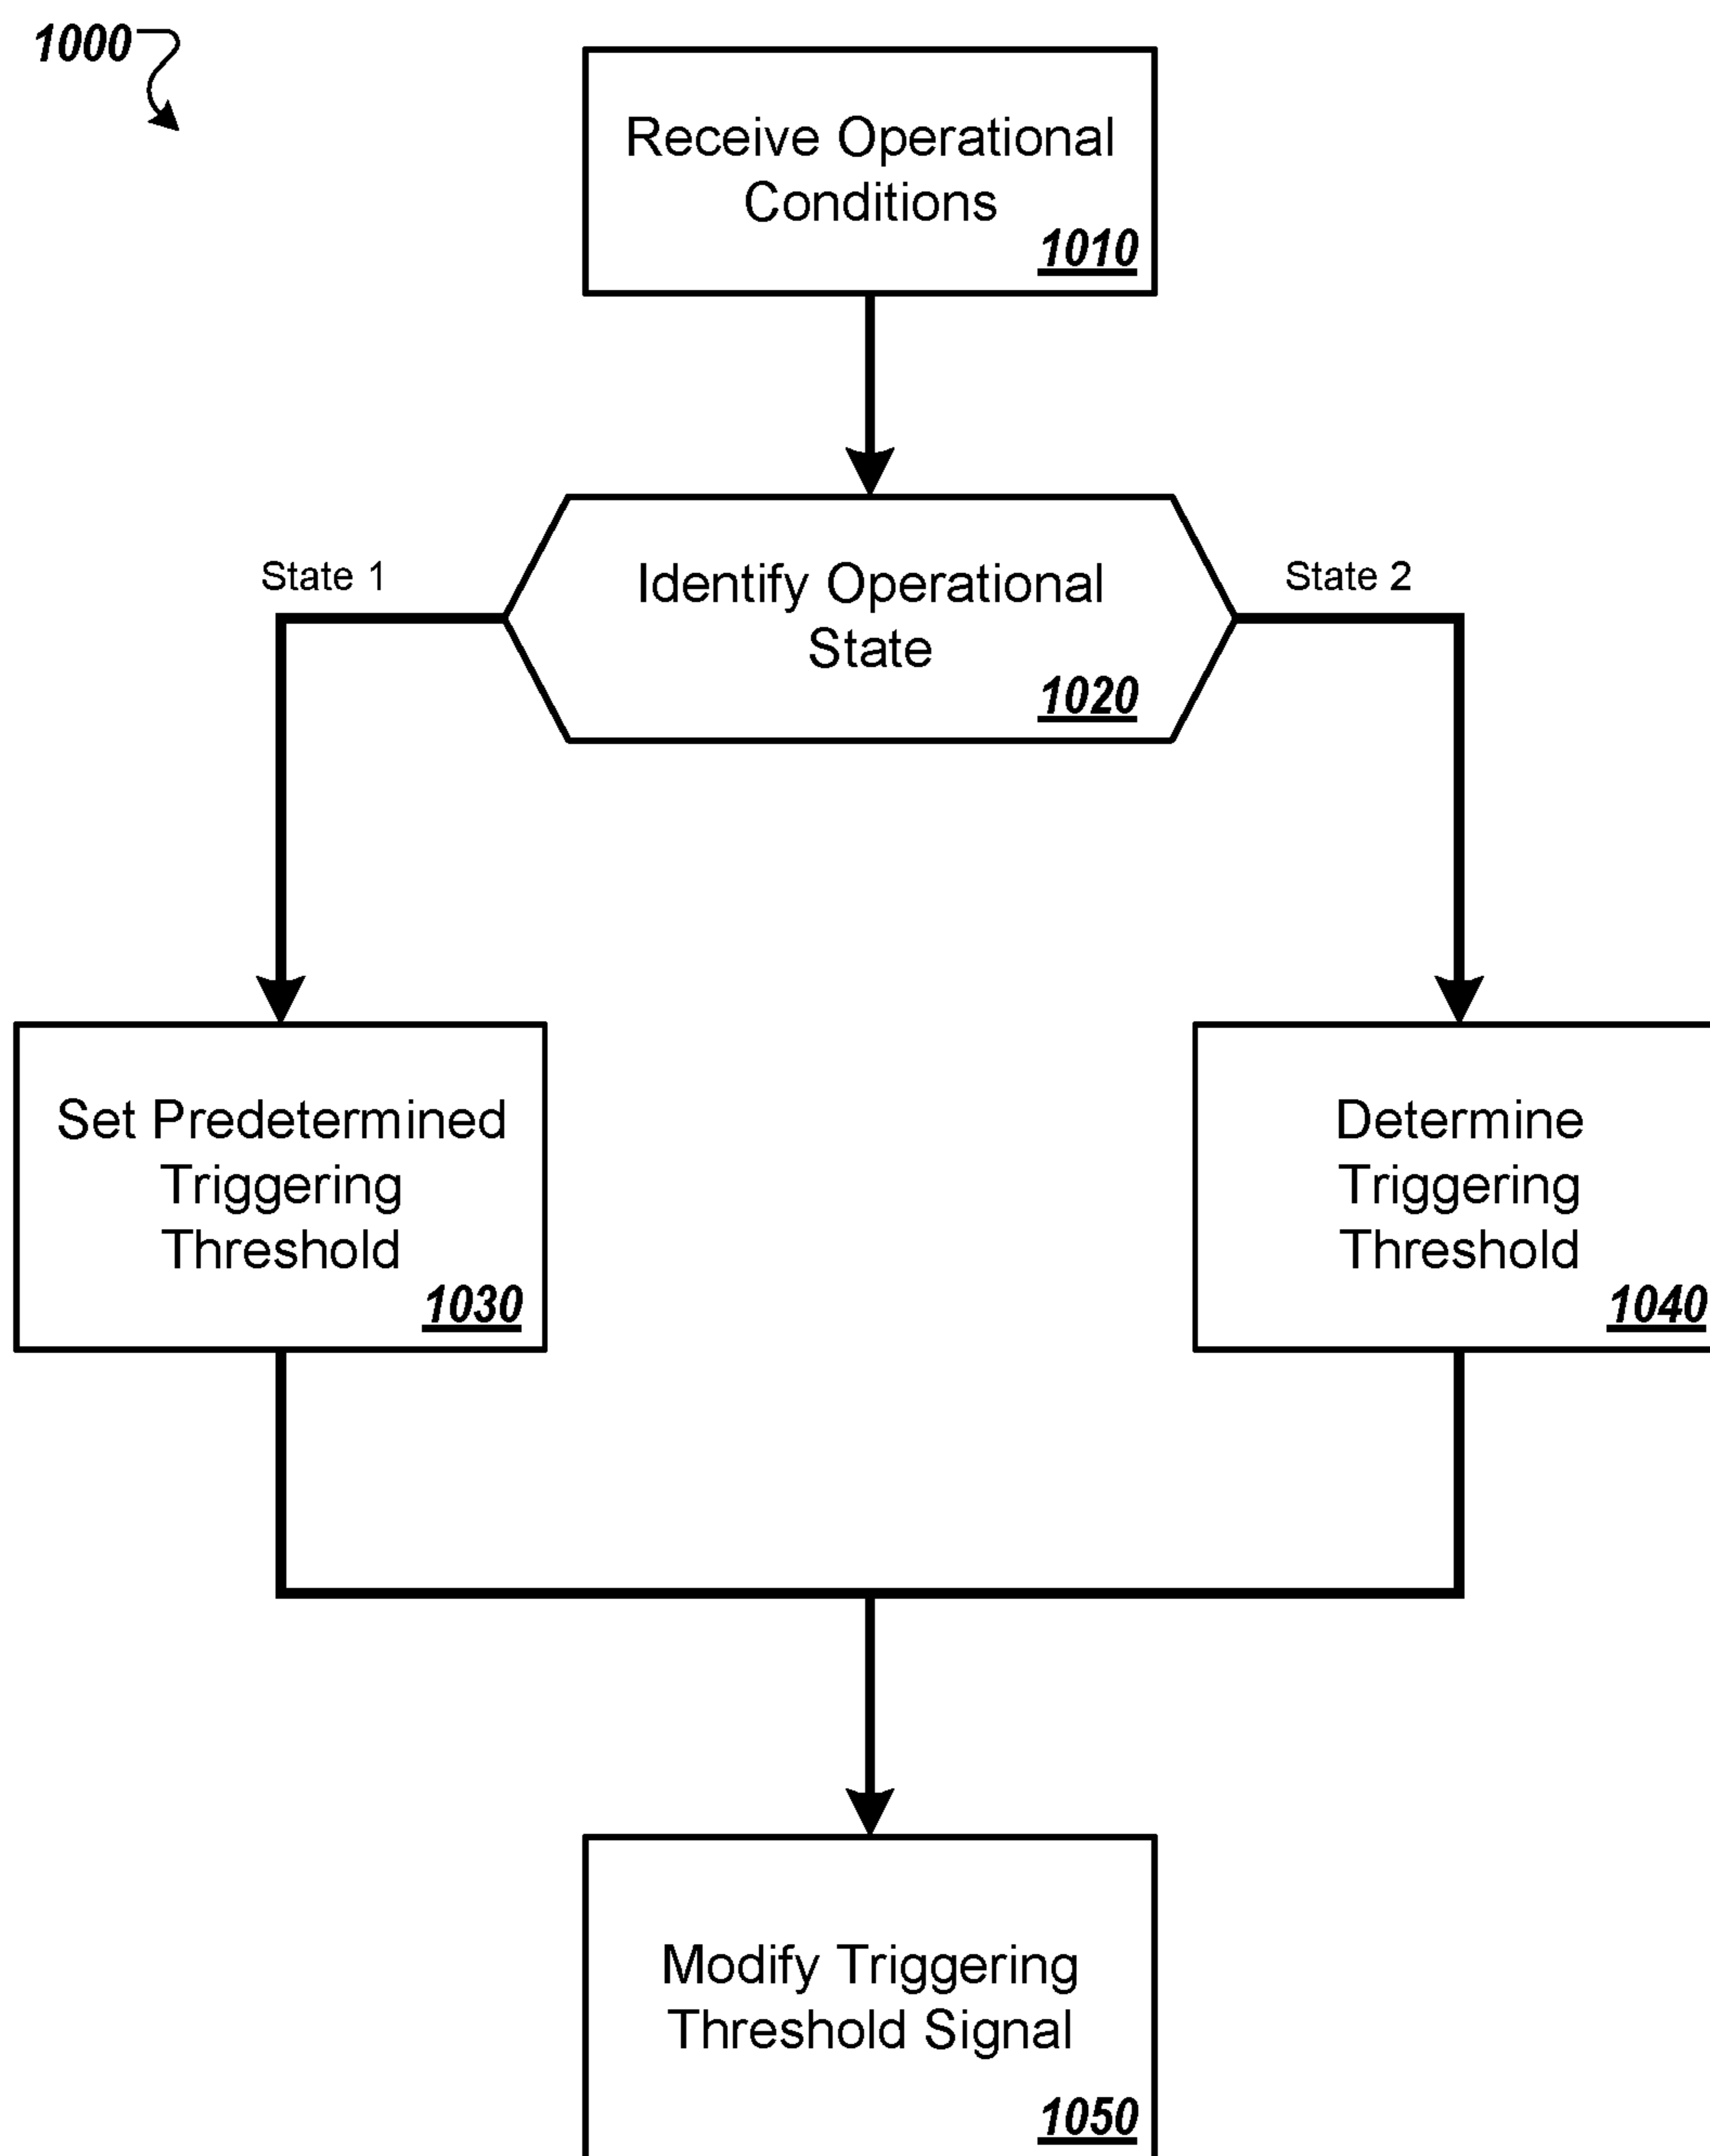 1000
Receive Operational
Conditions
1010
State 1
Identify Operational
State
1020
State 2
Set Predetermined
Triggering
Threshold
1030
Determine
Triggering
Threshold
1040
Modify Triggering
Threshold Signal
1050